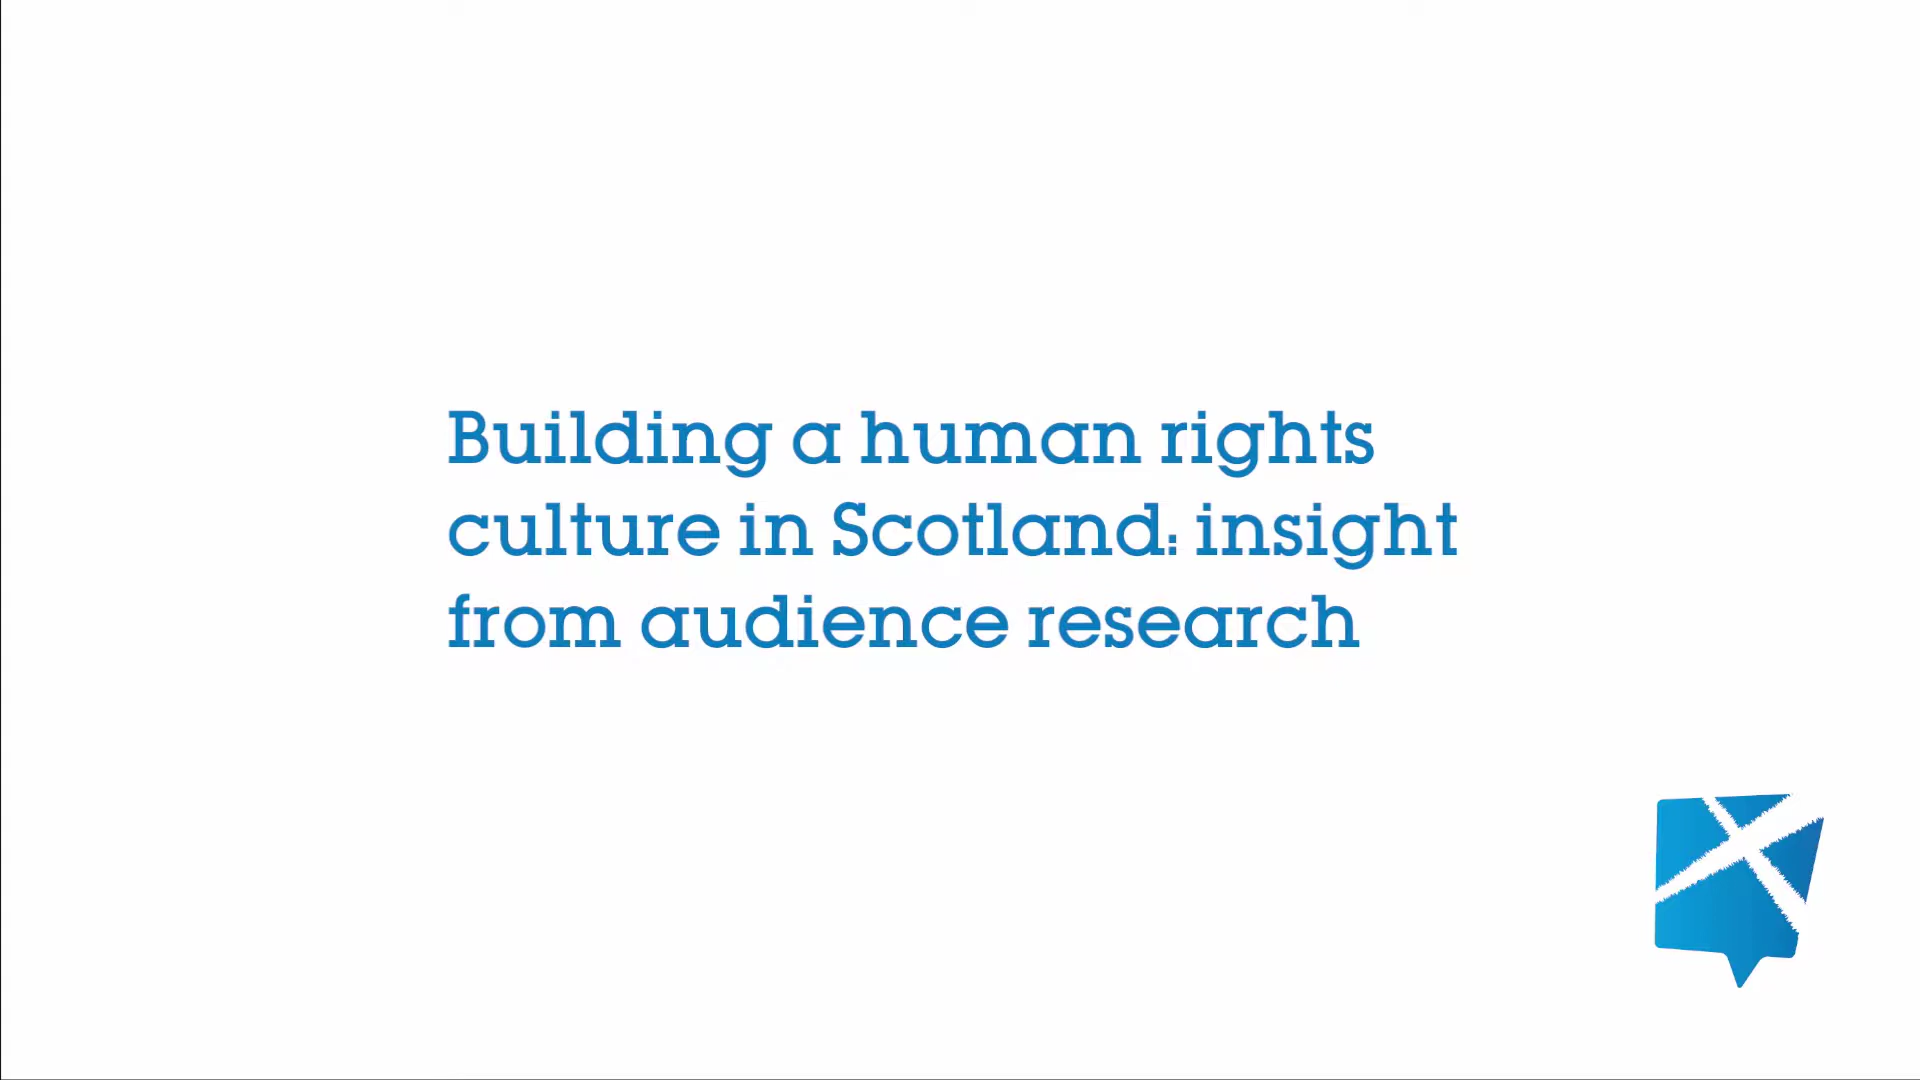 Building a human rights
culture in Scotland: insight
from audience research